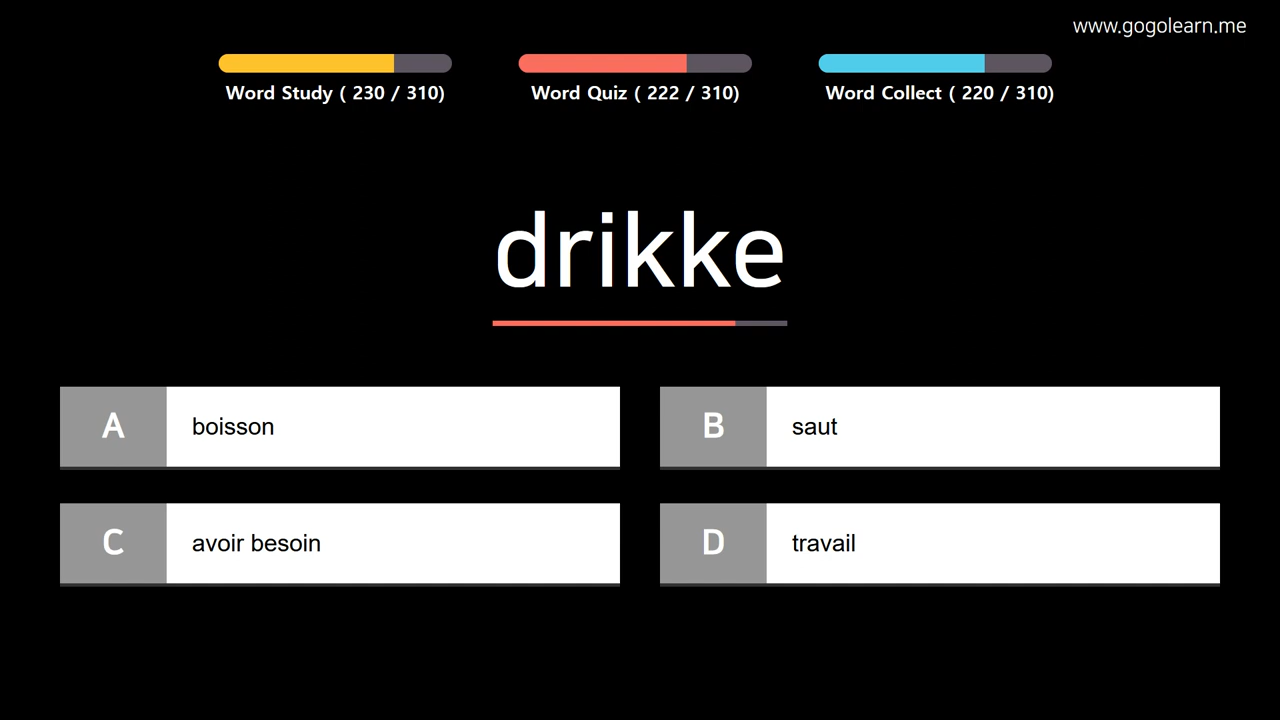 www.gogolearn.me
Word Study ( 230 / 310)
Word Quiz ( 222 / 310)
Word Collect ( 220 / 310)
drikke
A boisson
B saut
C avoir besoin
D travail